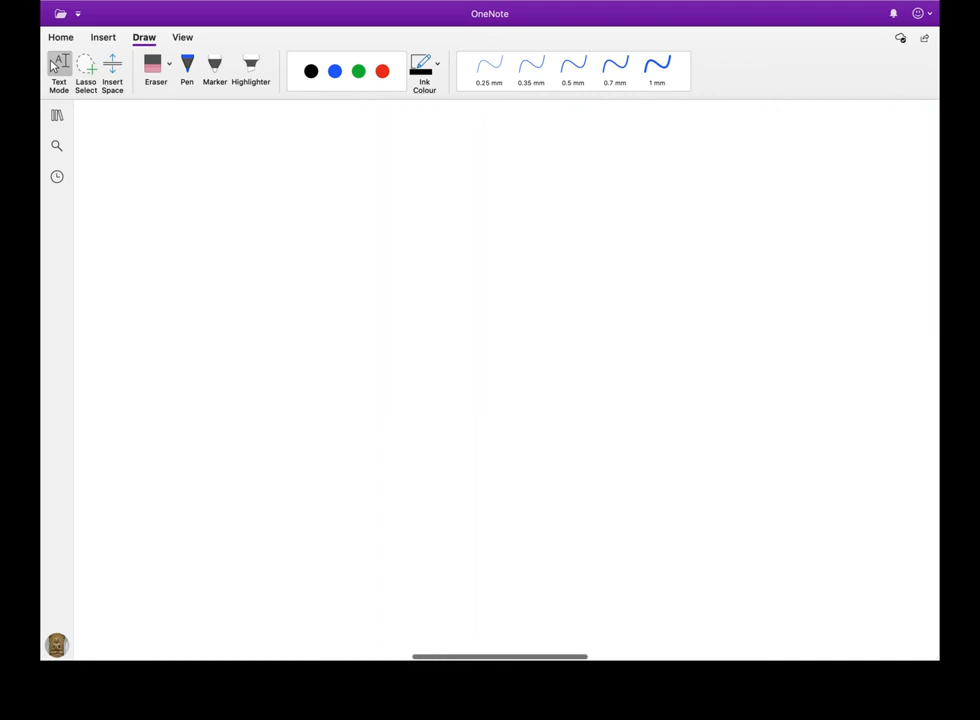 OneNote
Home Insert Draw View
Text Mode Lasso Select Insert Space Eraser Pen Marker Highlighter Ink Colour 0.25 mm 0.35 mm 0.5 mm 0.7 mm 1 mm